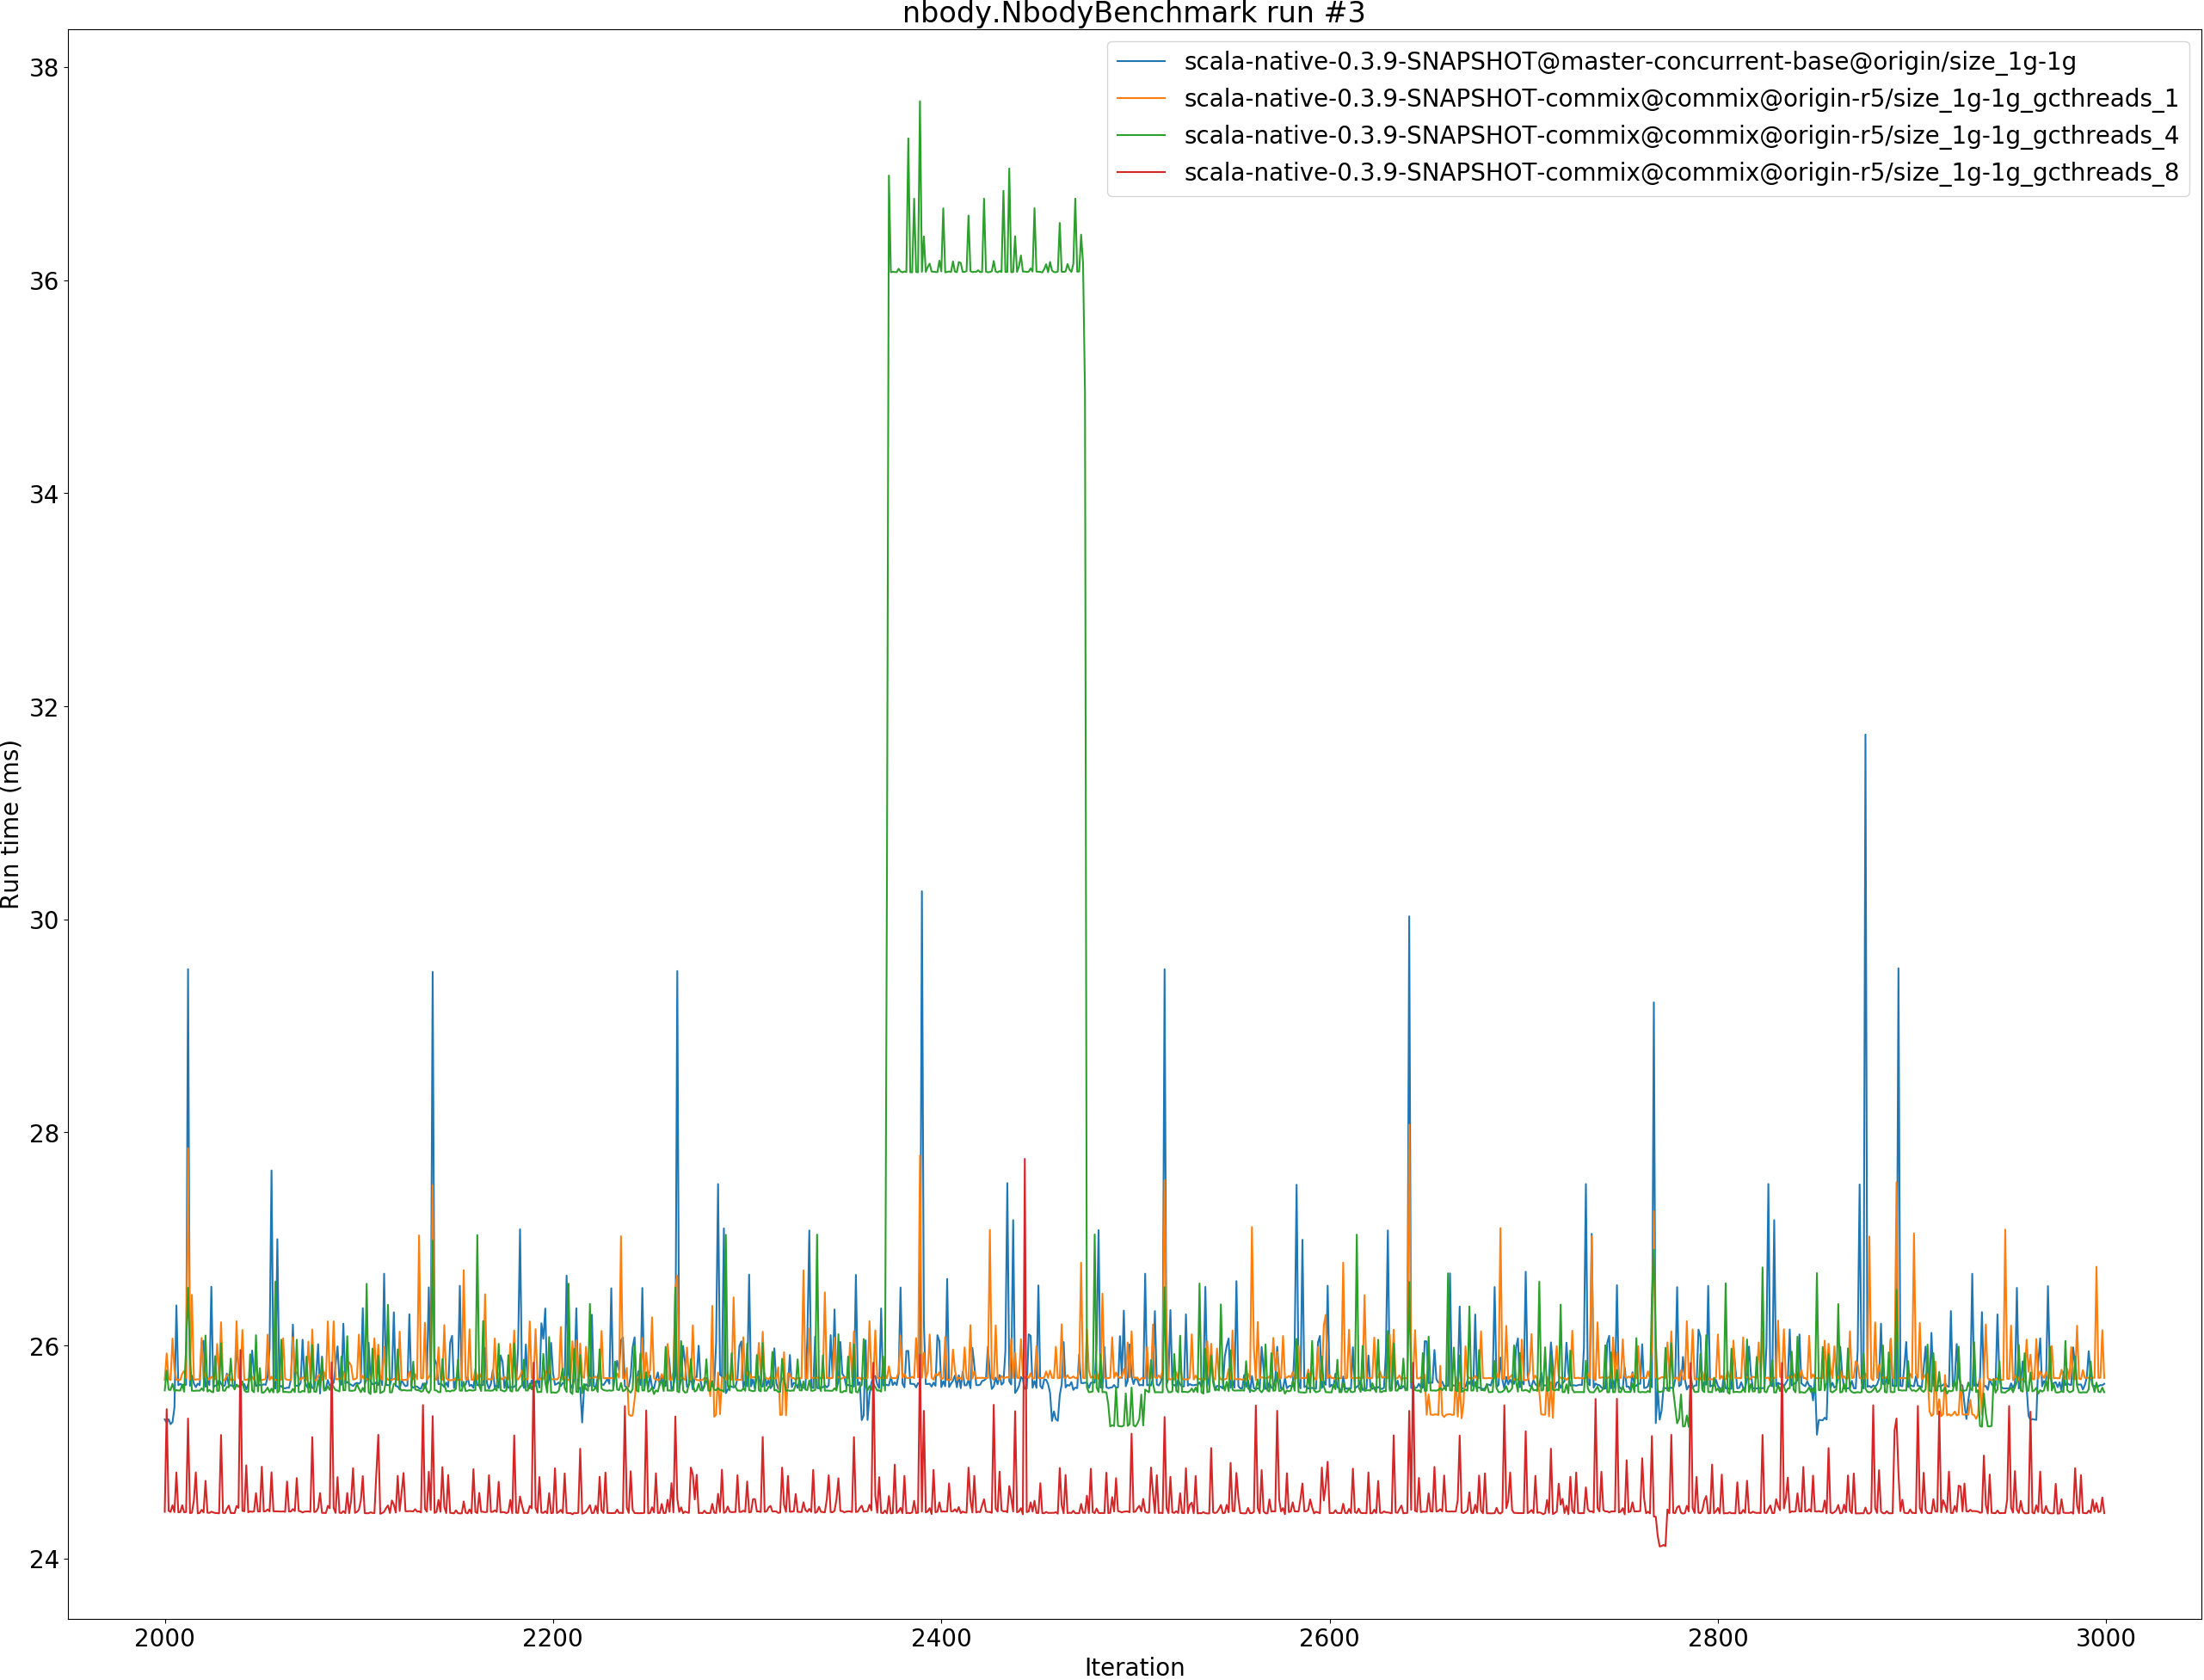 nbody.NbodyBenchmark run #3
scala-native-0.3.9-SNAPSHOT@master-concurrent-base@origin/size_1g-1g
scala-native-0.3.9-SNAPSHOT-commix@commix@origin-r5/size_1g-1g_gcthreads_1
scala-native-0.3.9-SNAPSHOT-commix@commix@origin-r5/size_1g-1g_gcthreads_4
scala-native-0.3.9-SNAPSHOT-commix@commix@origin-r5/size_1g-1g_gcthreads_8
Run time (ms)
38
36
34
32
30
28
26
24
2000 2200 2400 2600 2800 3000
Iteration